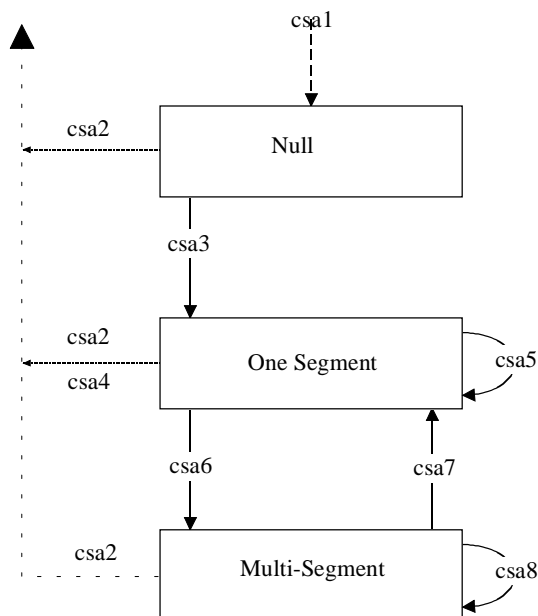 csa1
csa2
Null
csa3
csa2
csa4
One Segment
csa5
csa6
csa7
csa2
Multi-Segment
csa8